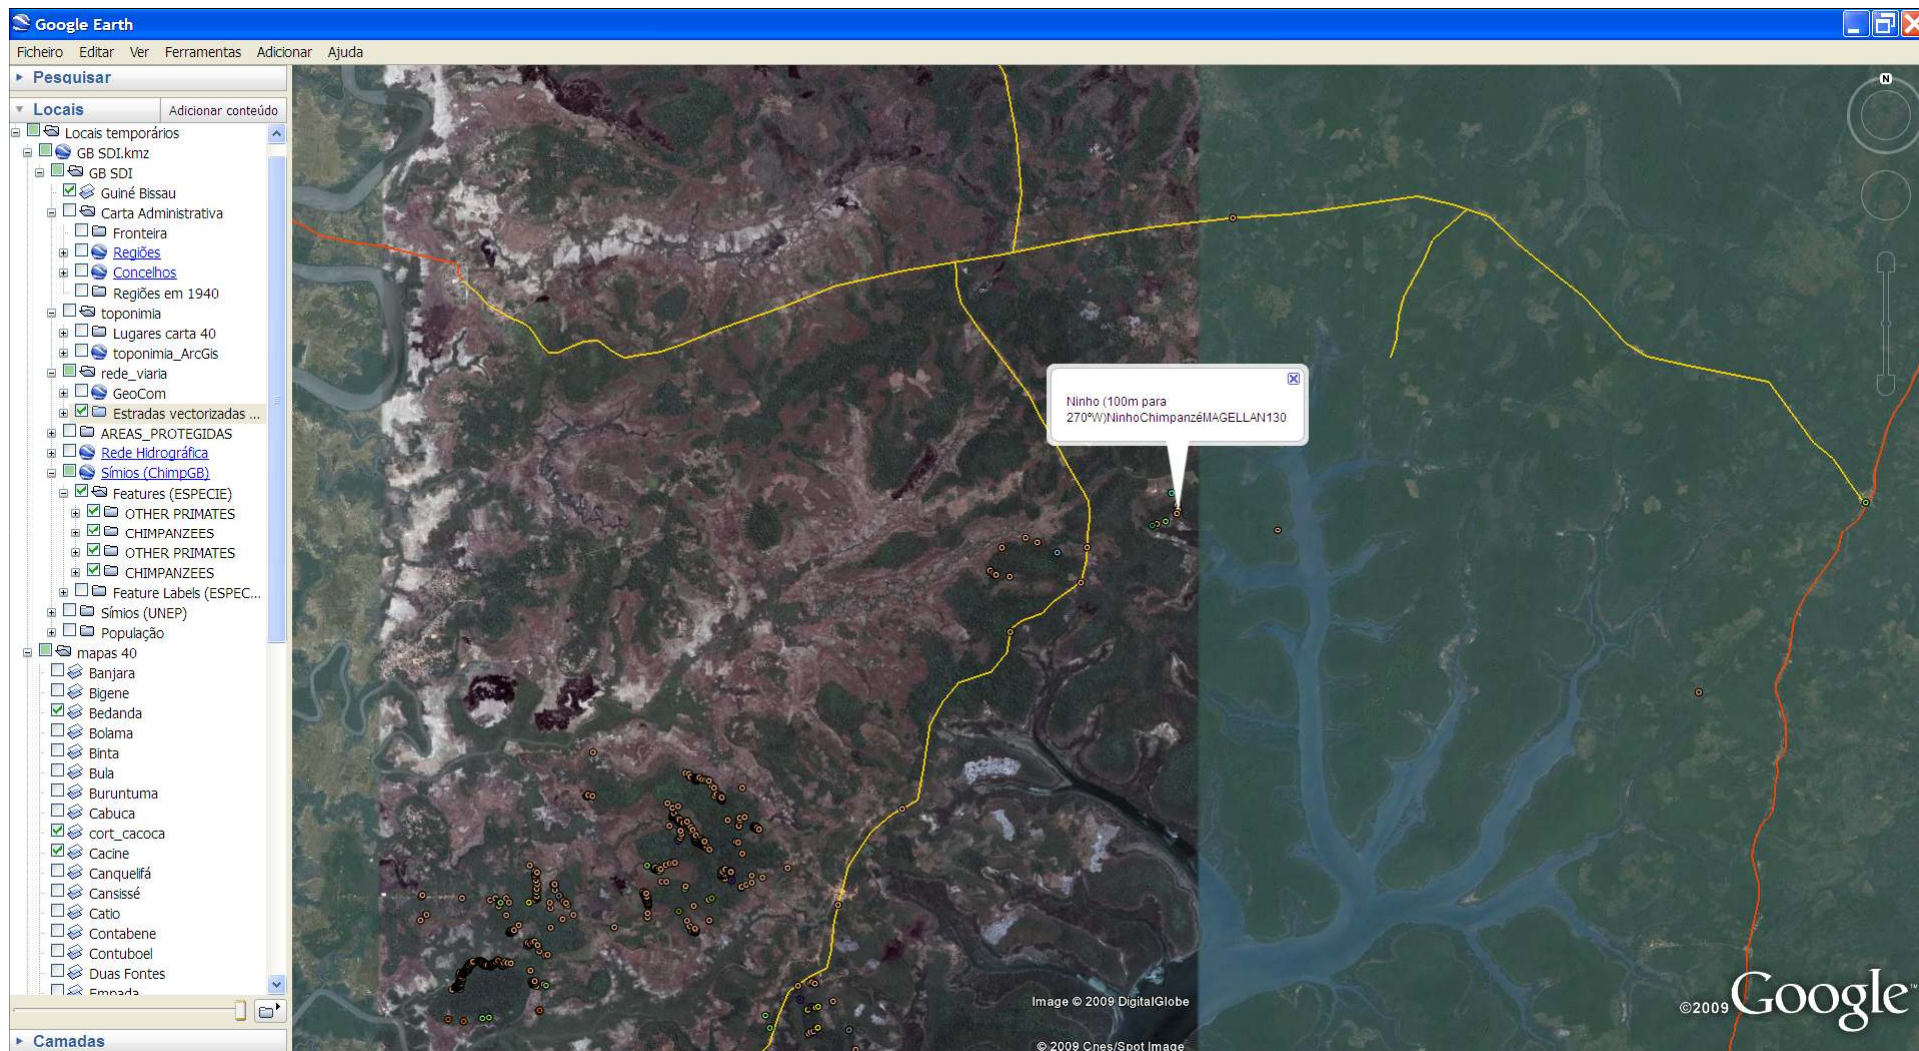 Google Earth
Ficheiro Editar Ver Ferramentas Adicionar Ajuda
Pesquisar
Locais Adicionar conteúdo
Locais temporários
GB SDI.kmz
GB SDI
Guiné Bissau
Carta Administrativa
Fronteira
Regiões
Concelhos
Regiões em 1940
toponimia
Lugares carta 40
toponimia_ArcGis
rede_viaria
GeoCom
Estradas vectorizadas ...
AREAS_PROTEGIDAS
Rede Hidrográfica
Símios (ChimpGB)
Features (ESPECIE)
OTHER PRIMATES
CHIMPANZEES
OTHER PRIMATES
CHIMPANZEES
Feature Labels (ESPEC...
Símios (UNEP)
População
mapas 40
Banjara
Bigene
Bedanda
Bolama
Binta
Bula
Buruntuma
Cabuca
cort_cacoca
Cacine
Canquelifá
Cansissé
Catio
Contabene
Contuboel
Duas Fontes
Empada
Camadas
N
Ninho (100m para
270ºW)NinhoChimpanzéMAGELLAN130
Image © 2009 DigitalGlobe
© 2009 Cnes/Spot Image
©2009 Google™